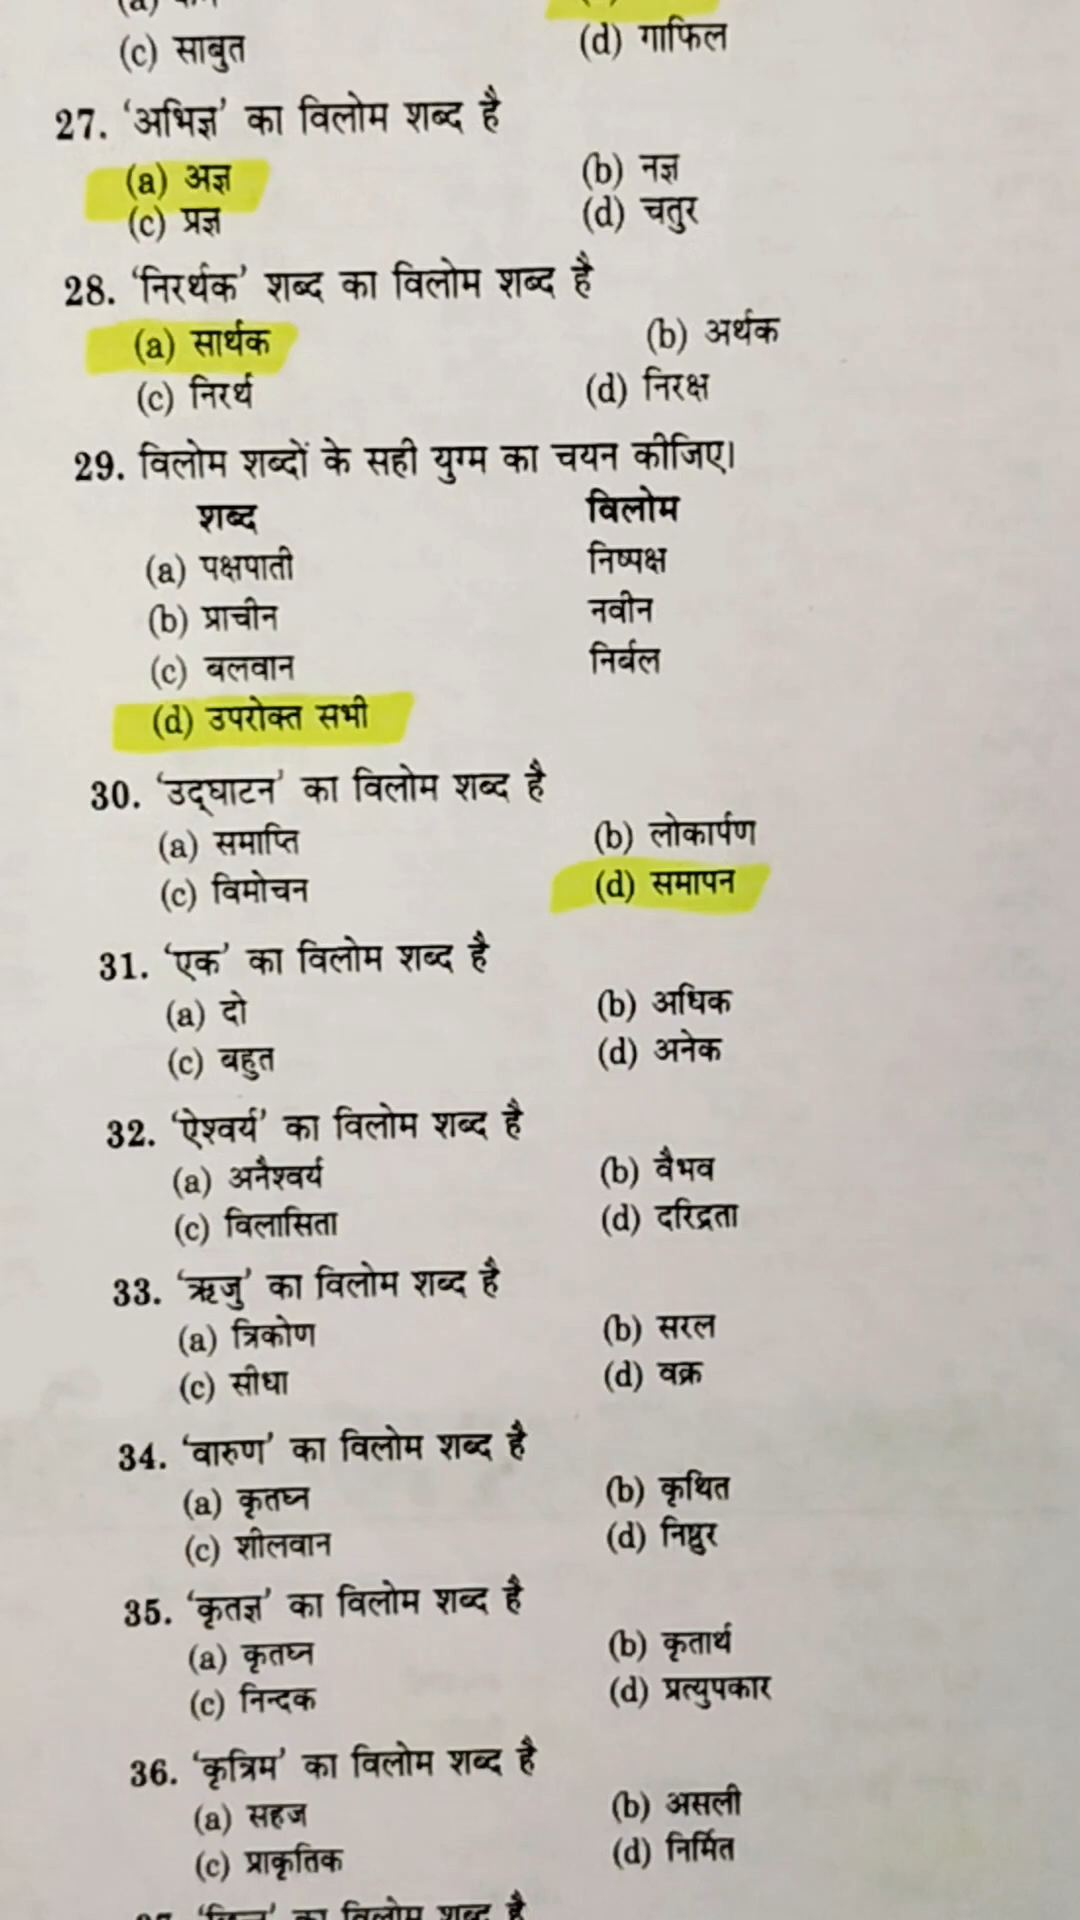 (c) साबुत (d) गाफिल
27. ‘अभिज्ञ’ का विलोम शब्द है
(a) अज्ञ (b) नज्ञ
(c) प्रज्ञ (d) चतुर
28. ‘निरर्थक’ शब्द का विलोम शब्द है
(a) सार्थक (b) अर्थक
(c) निरर्थ (d) निरक्ष
29. विलोम शब्दों के सही युग्म का चयन कीजिए।
शब्द विलोम
(a) पक्षपाती निष्पक्ष
(b) प्राचीन नवीन
(c) बलवान निर्बल
(d) उपरोक्त सभी
30. ‘उद्घाटन’ का विलोम शब्द है
(a) समाप्ति (b) लोकार्पण
(c) विमोचन (d) समापन
31. ‘एक’ का विलोम शब्द है
(a) दो (b) अधिक
(c) बहुत (d) अनेक
32. ‘ऐश्वर्य’ का विलोम शब्द है
(a) अनैश्वर्य (b) वैभव
(c) विलासिता (d) दरिद्रता
33. ‘ऋजु’ का विलोम शब्द है
(a) त्रिकोण (b) सरल
(c) सीधा (d) वक्र
34. ‘वारुण’ का विलोम शब्द है
(a) कृतघ्न (b) कृथित
(c) शीलवान (d) निष्ठुर
35. ‘कृतज्ञ’ का विलोम शब्द है
(a) कृतघ्न (b) कृतार्थ
(c) निन्दक (d) प्रत्युपकार
36. ‘कृत्रिम’ का विलोम शब्द है
(a) सहज (b) असली
(c) प्राकृतिक (d) निर्मित
का विलोम शब्द है